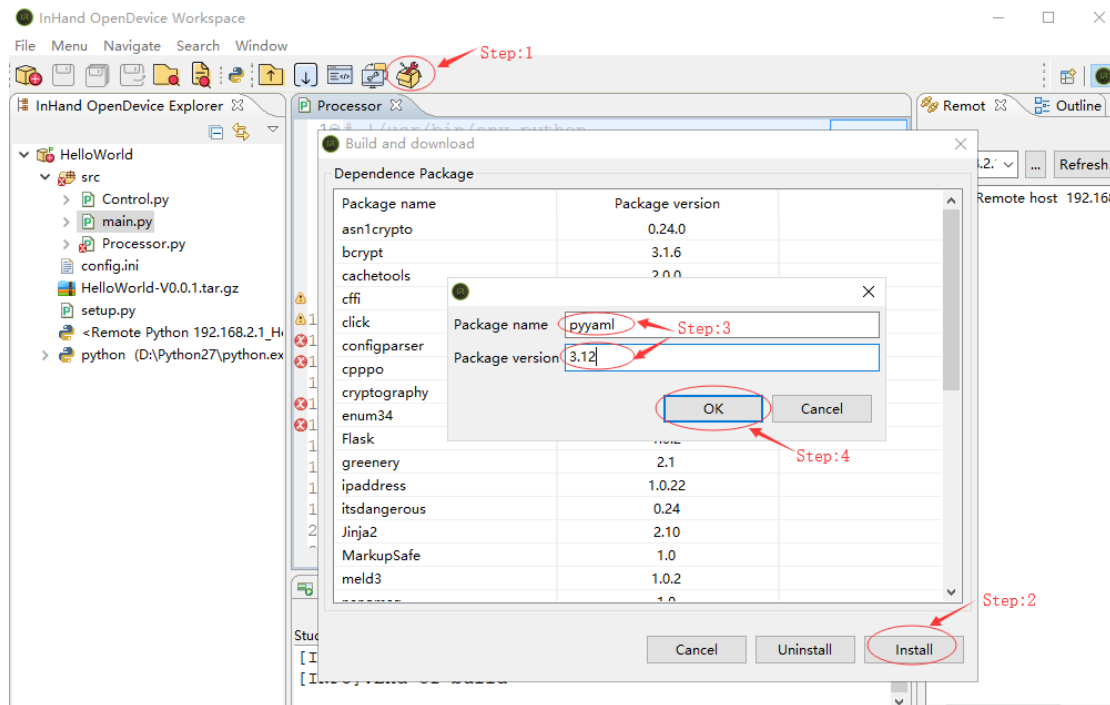 InHand OpenDevice Workspace
File Menu Navigate Search Window
Step:1
InHand OpenDevice Explorer
Processor
Remot
Outline
HelloWorld
src
Control.py
main.py
Processor.py
config.ini
HelloWorld-V0.0.1.tar.gz
setup.py
<Remote Python 192.168.2.1_H
python (D:\Python27\python.ex
Build and download
Dependence Package
Package name Package version
asn1crypto 0.24.0
bcrypt 3.1.6
cachetools 2.0.0
cffi
click
configparser
cpppo
cryptography
enum34
Flask
greenery 2.1
ipaddress 1.0.22
itsdangerous 0.24
Jinja2 2.10
MarkupSafe 1.0
meld3 1.0.2
Package name pyyaml
Step:3
Package version 3.12
OK Cancel
Step:4
Step:2
Cancel Uninstall Install
... Refresh
Remote host 192.168